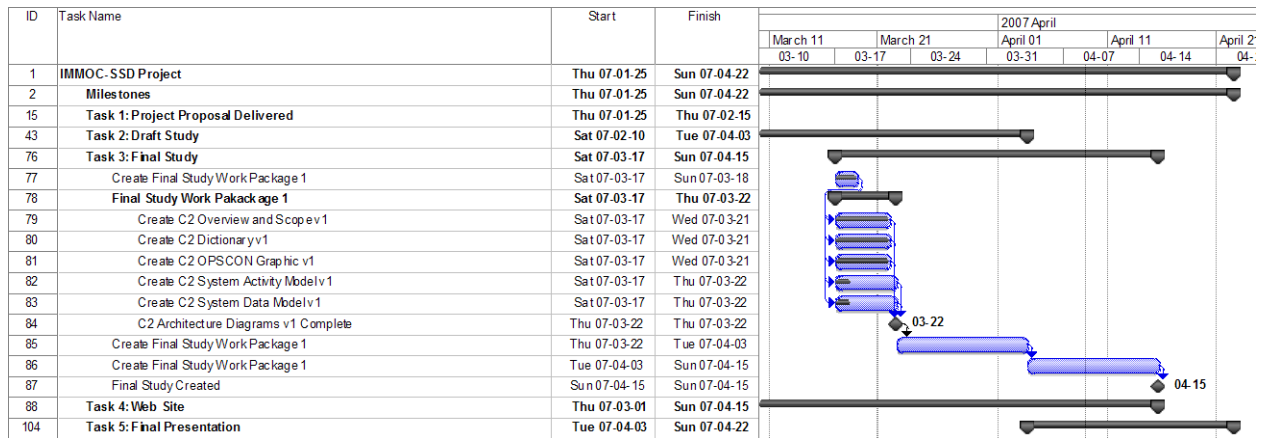 ID Task Name Start Finish
2007 April
March 11 March 21 April 01 April 11 April 2
03-10 03-17 03-24 03-31 04-07 04-14 04-
1 IMMOC-SSD Project Thu 07-01-25 Sun 07-04-22
2 Milestones Thu 07-01-25 Sun 07-04-22
15 Task 1: Project Proposal Delivered Thu 07-01-25 Thu 07-02-15
43 Task 2: Draft Study Sat 07-02-10 Tue 07-04-03
76 Task 3: Final Study Sat 07-03-17 Sun 07-04-15
77 Create Final Study Work Package 1 Sat 07-03-17 Sun 07-03-18
78 Final Study Work Pakackage 1 Sat 07-03-17 Thu 07-03-22
79 Create C2 Overview and Scope v1 Sat 07-03-17 Wed 07-03-21
80 Create C2 Dictionary v1 Sat 07-03-17 Wed 07-03-21
81 Create C2 OPSCON Graphic v1 Sat 07-03-17 Wed 07-03-21
82 Create C2 System Activity Model v1 Sat 07-03-17 Thu 07-03-22
83 Create C2 System Data Model v1 Sat 07-03-17 Thu 07-03-22
84 C2 Architecture Diagrams v1 Complete Thu 07-03-22 Thu 07-03-22 03-22
85 Create Final Study Work Package 1 Thu 07-03-22 Tue 07-04-03
86 Create Final Study Work Package 1 Tue 07-04-03 Sun 07-04-15
87 Final Study Created Sun 07-04-15 Sun 07-04-15 04-15
88 Task 4: Web Site Thu 07-03-01 Sun 07-04-15
104 Task 5: Final Presentation Tue 07-04-03 Sun 07-04-22